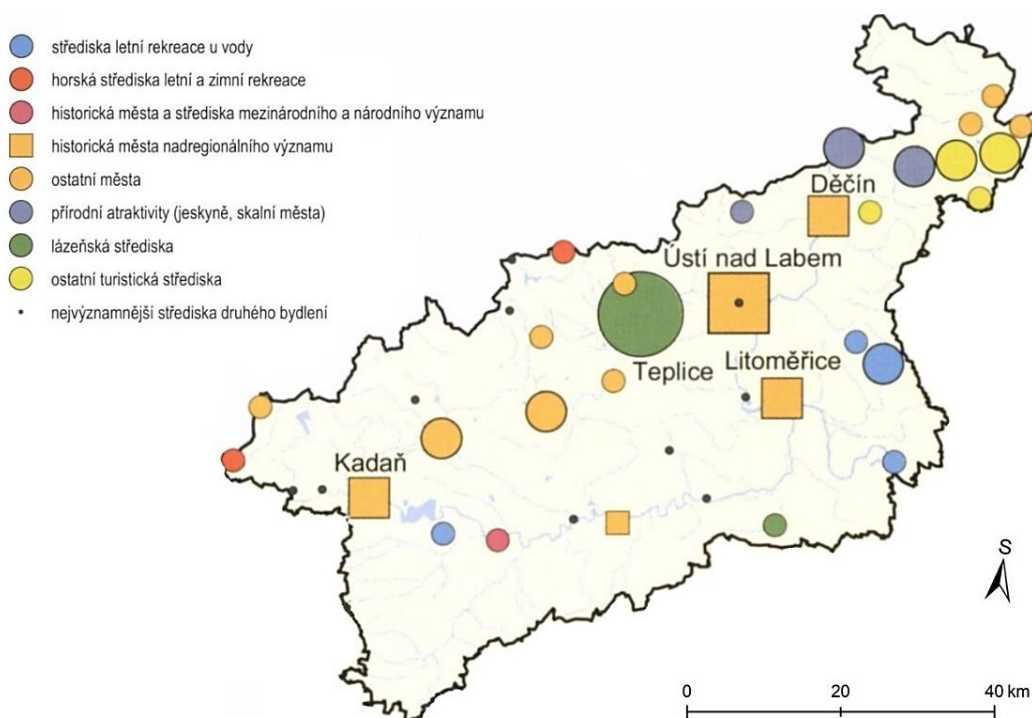 střediska letní rekreace u vody
horská střediska letní a zimní rekreace
historická města a střediska mezinárodního a národního významu
historická města nadregionálního významu
ostatní města
přírodní atraktivity (jeskyně, skalní města)
lázeňská střediska
ostatní turistická střediska
nejvýznamnější střediska druhého bydlení
Děčín
Ústí nad Labem
Teplice
Litoměřice
Kadaň
S
0 20 40 km